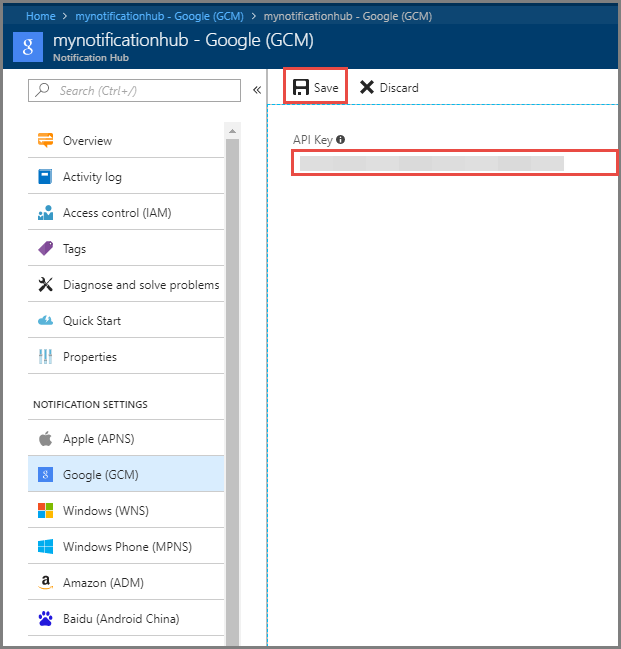 Home > mynotificationhub - Google (GCM) > mynotificationhub - Google (GCM)
mynotificationhub - Google (GCM)
Notification Hub
Search (Ctrl+/)
Save
Discard
API Key
Overview
Activity log
Access control (IAM)
Tags
Diagnose and solve problems
Quick Start
Properties
NOTIFICATION SETTINGS
Apple (APNS)
Google (GCM)
Windows (WNS)
Windows Phone (MPNS)
Amazon (ADM)
Baidu (Android China)